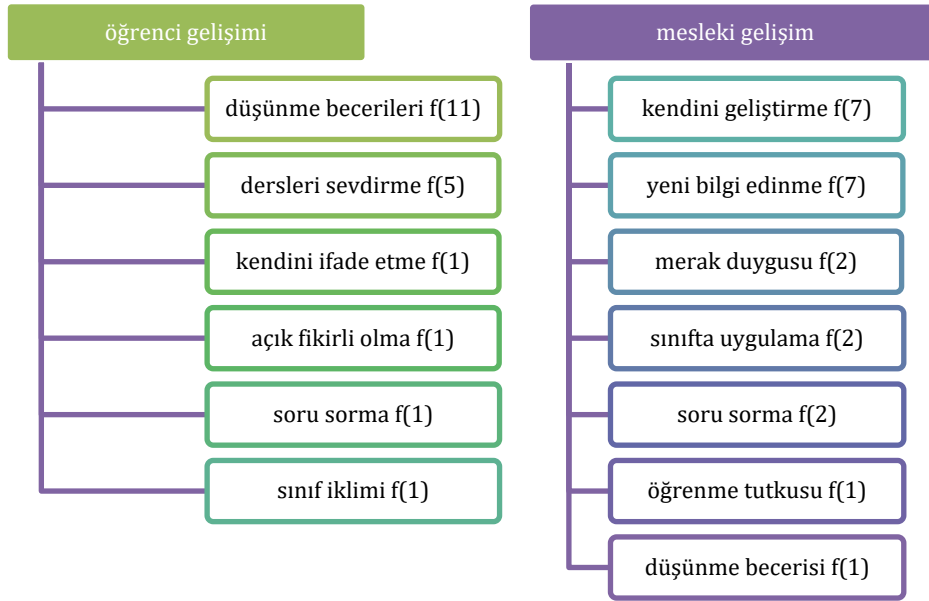 öğrenci gelişimi
düşünme becerileri f(11)
dersleri sevdirme f(5)
kendini ifade etme f(1)
açık fikirli olma f(1)
soru sorma f(1)
sınıf iklimi f(1)
mesleki gelişim
kendini geliştirme f(7)
yeni bilgi edinme f(7)
merak duygusu f(2)
sınıfta uygulama f(2)
soru sorma f(2)
öğrenme tutkusu f(1)
düşünme becerisi f(1)